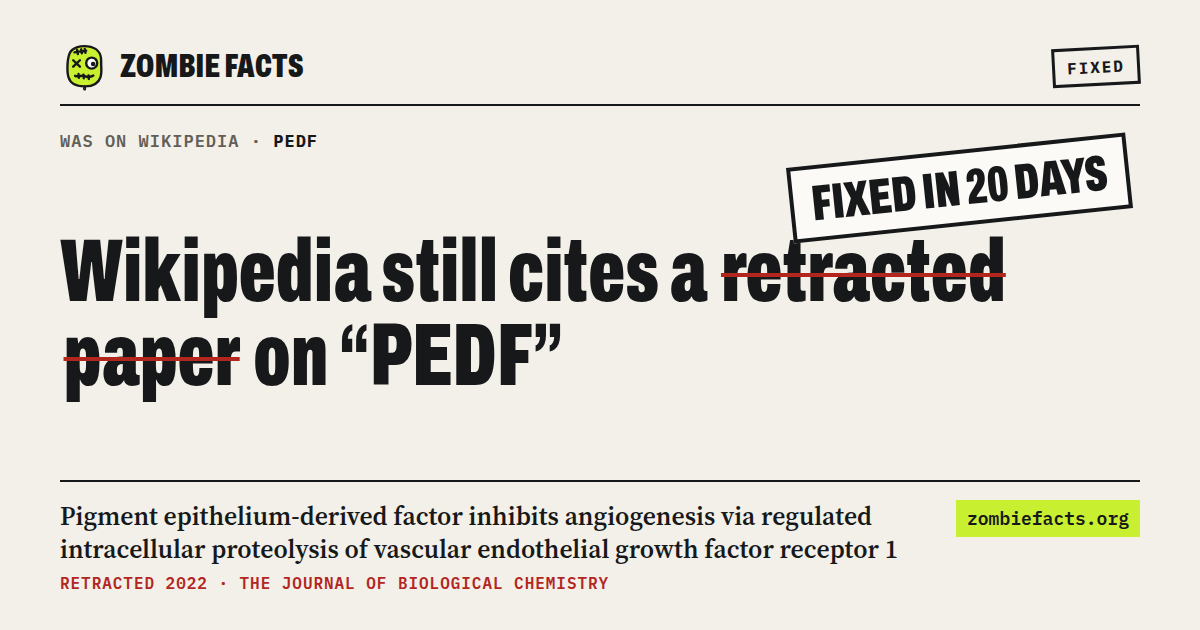 ZOMBIE FACTS
FIXED
WAS ON WIKIPEDIA · PEDF
FIXED IN 20 DAYS
Wikipedia still cites a retracted
paper on “PEDF”
Pigment epithelium-derived factor inhibits angiogenesis via regulated
intracellular proteolysis of vascular endothelial growth factor receptor 1
zombiefacts.org
RETRACTED 2022 · THE JOURNAL OF BIOLOGICAL CHEMISTRY